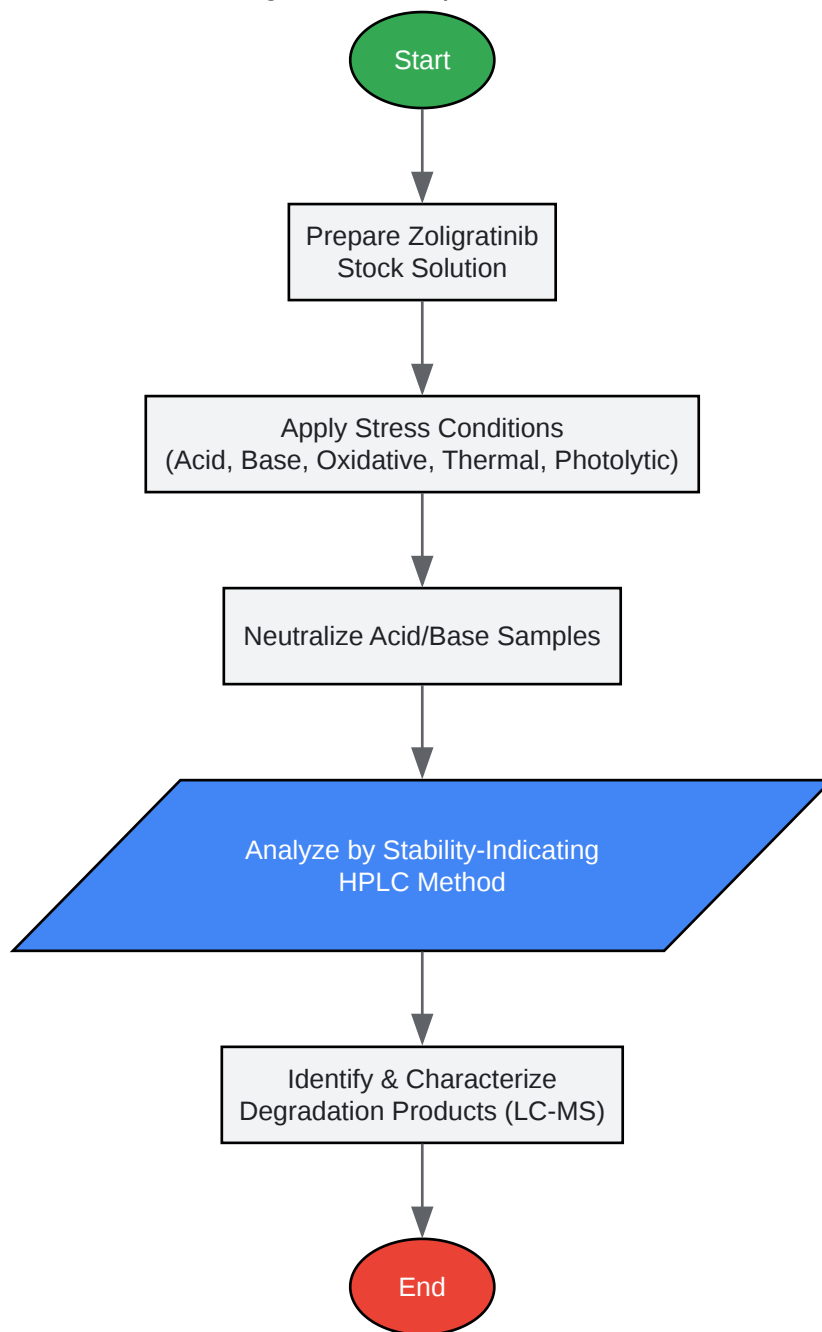 Start
Prepare Zoligratinib
Stock Solution
Apply Stress Conditions
(Acid, Base, Oxidative, Thermal, Photolytic)
Neutralize Acid/Base Samples
Analyze by Stability-Indicating
HPLC Method
Identify & Characterize
Degradation Products (LC-MS)
End